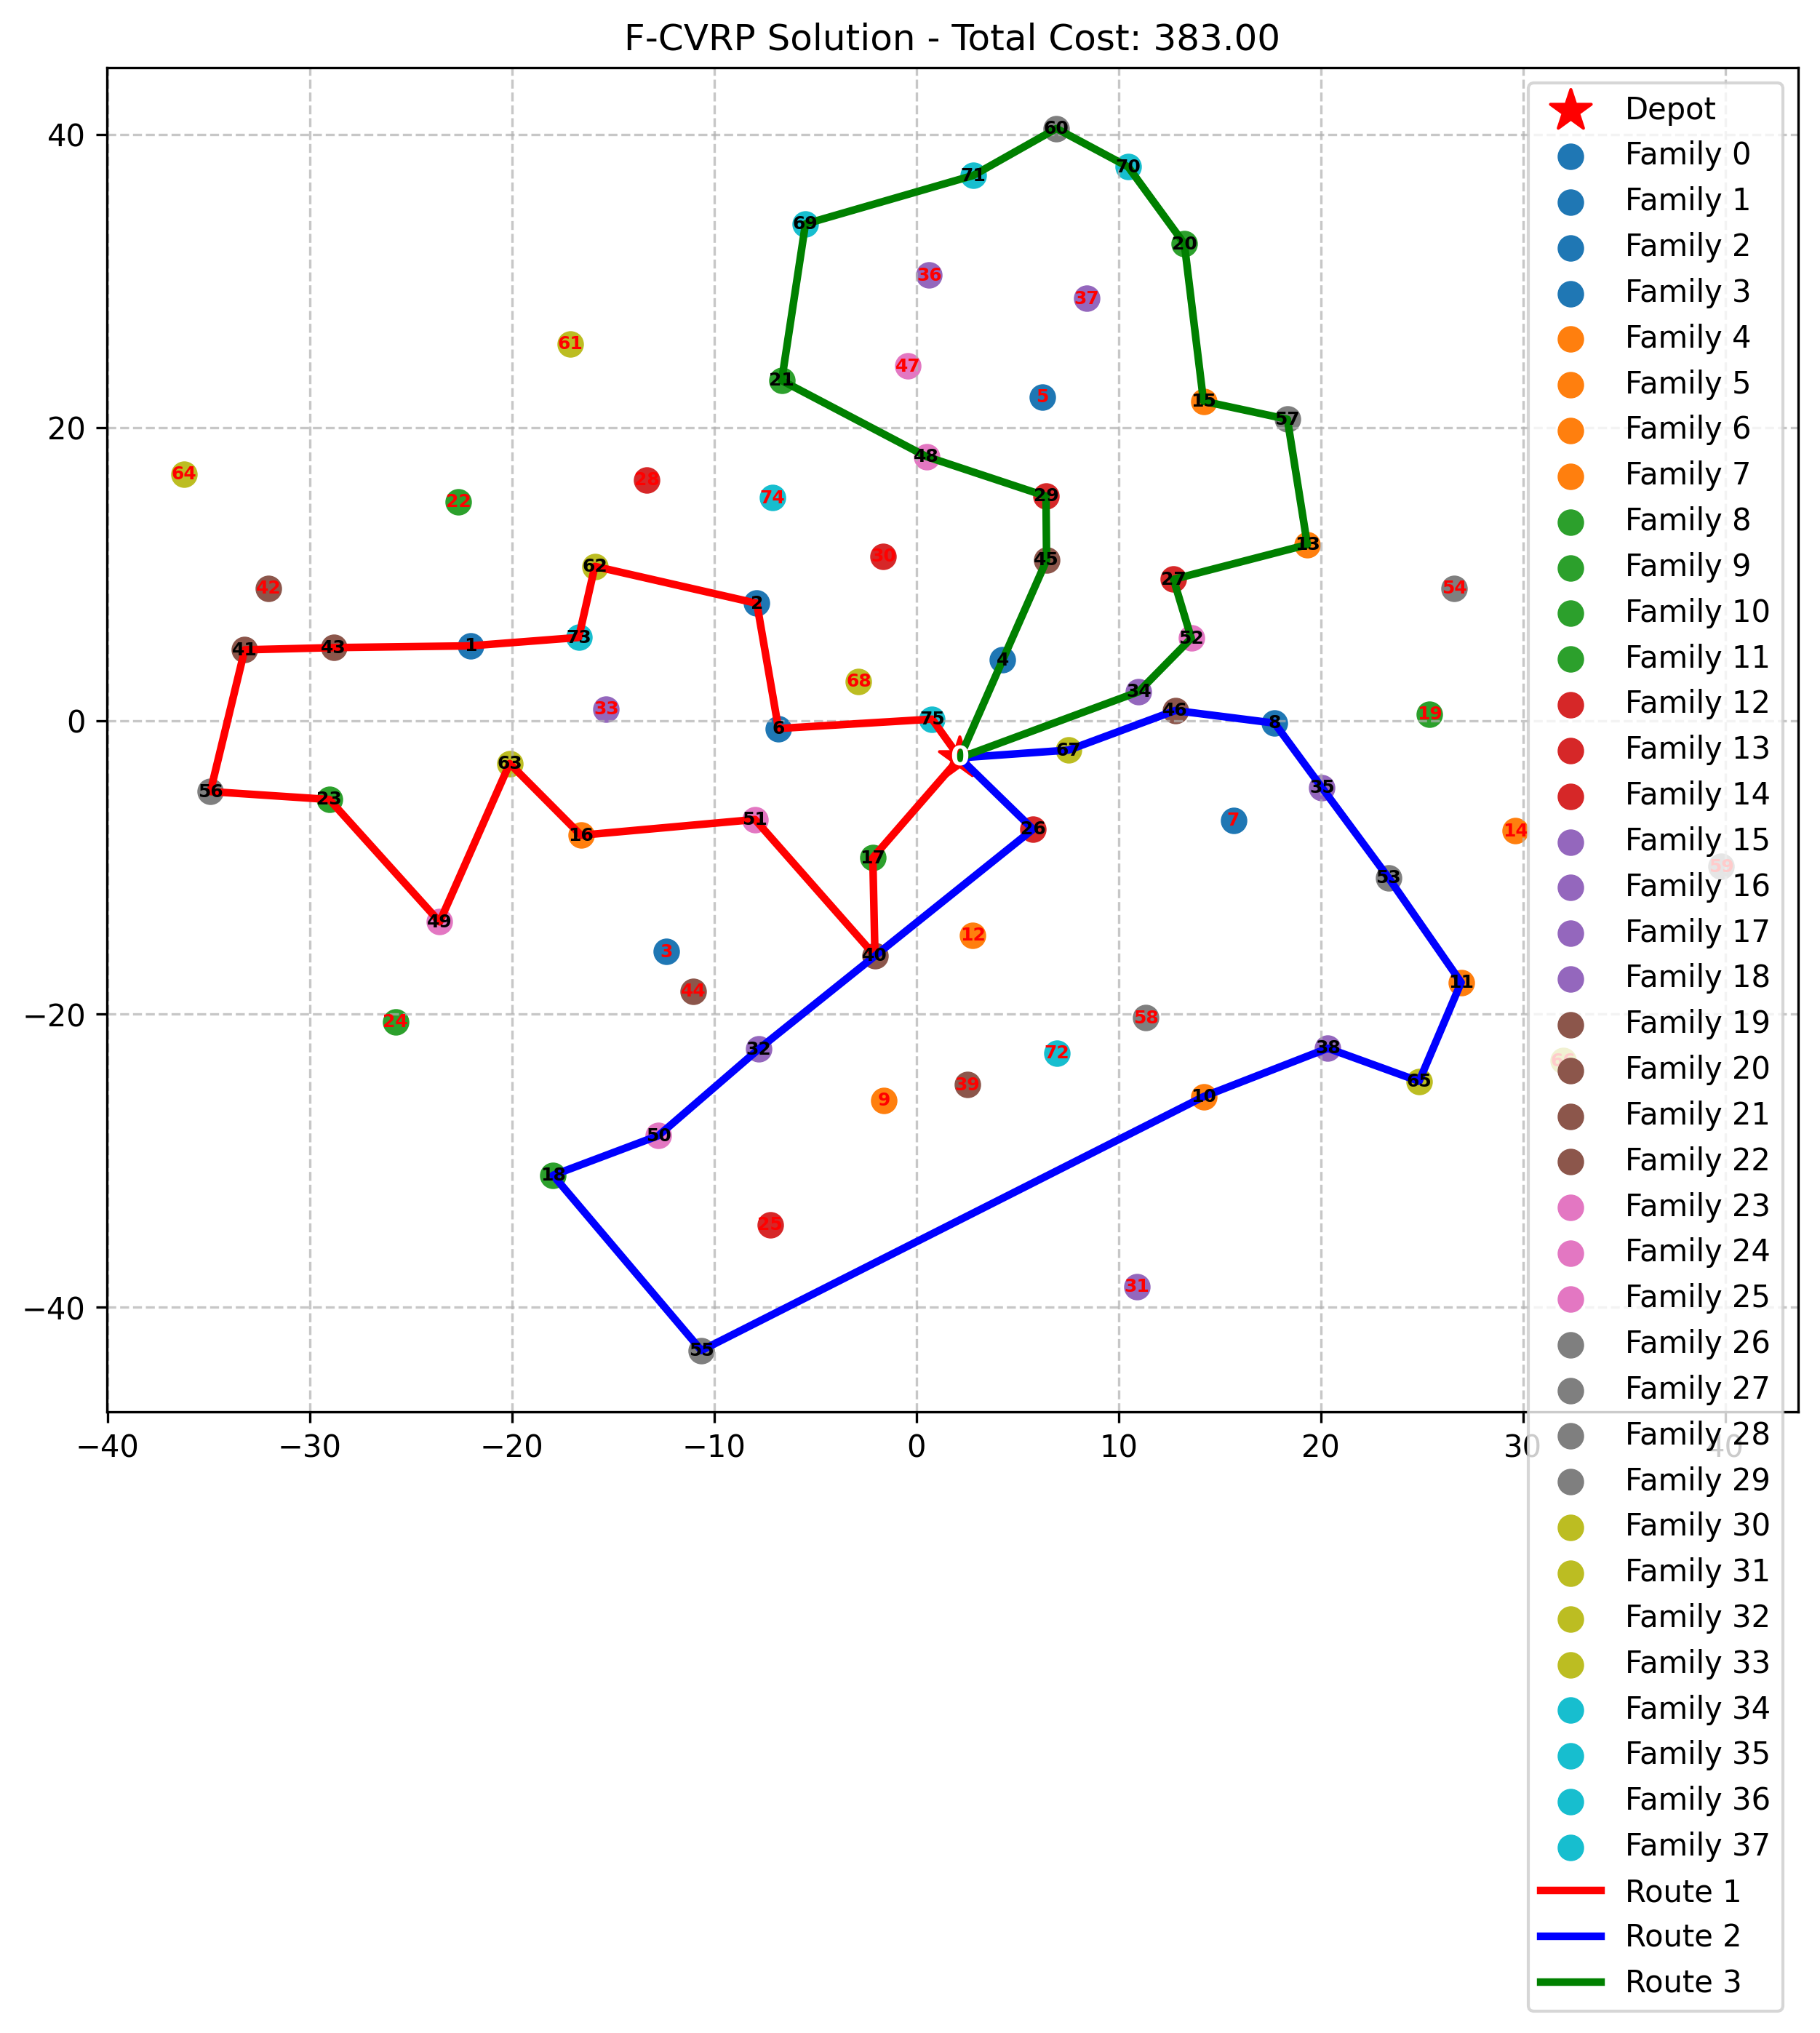 F-CVRP Solution - Total Cost: 383.00
40
20
0
−20
−40
−40
−30
−20
−10
0
10
20
30
40
60
70
71
69
20
36
37
61
47
21
5
15
57
48
64
28
74
29
22
30
45
13
62
27
42
54
2
73
52
1
43
41
4
68
34
33
46
19
75
8
6
67
0
63
35
56
23
7
51
26
14
16
17
59
53
49
12
3
40
11
44
58
24
32
38
72
66
39
65
10
9
50
18
25
31
55
Depot
Family 0
Family 1
Family 2
Family 3
Family 4
Family 5
Family 6
Family 7
Family 8
Family 9
Family 10
Family 11
Family 12
Family 13
Family 14
Family 15
Family 16
Family 17
Family 18
Family 19
Family 20
Family 21
Family 22
Family 23
Family 24
Family 25
Family 26
Family 27
Family 28
Family 29
Family 30
Family 31
Family 32
Family 33
Family 34
Family 35
Family 36
Family 37
Route 1
Route 2
Route 3